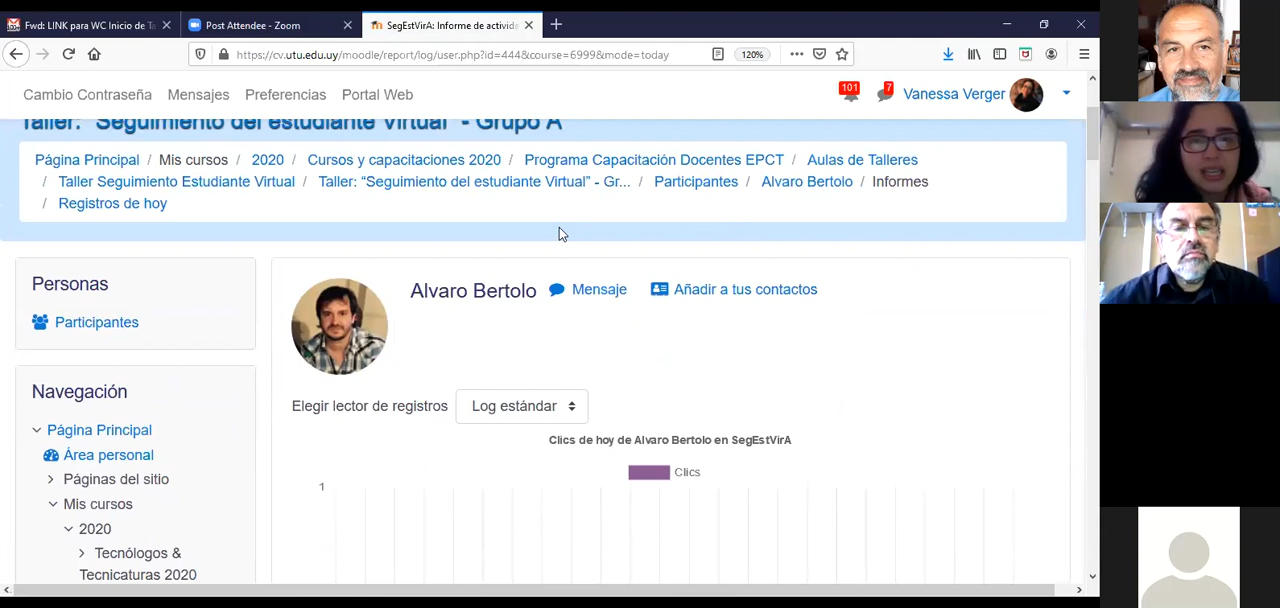 Fwd: LINK para WC Inicio de Ta
Post Attendee - Zoom
SegEstVirA: Informe de activida
https://cv.utu.edu.uy/moodle/report/log/user.php?id=444&course=6999&mode=today
120%
Cambio Contraseña Mensajes Preferencias Portal Web
101
7
Vanessa Verger
Taller: "Seguimiento del estudiante Virtual" - Grupo A
Página Principal / Mis cursos / 2020 / Cursos y capacitaciones 2020 / Programa Capacitación Docentes EPCT / Aulas de Talleres
/ Taller Seguimiento Estudiante Virtual / Taller: “Seguimiento del estudiante Virtual” - Gr... / Participantes / Alvaro Bertolo / Informes
/ Registros de hoy
Personas
Participantes
Navegación
Página Principal
Área personal
Páginas del sitio
Mis cursos
2020
Tecnólogos &
Tecnicaturas 2020
Alvaro Bertolo
Mensaje
Añadir a tus contactos
Elegir lector de registros
Log estándar
Clics de hoy de Alvaro Bertolo en SegEstVirA
Clics
1